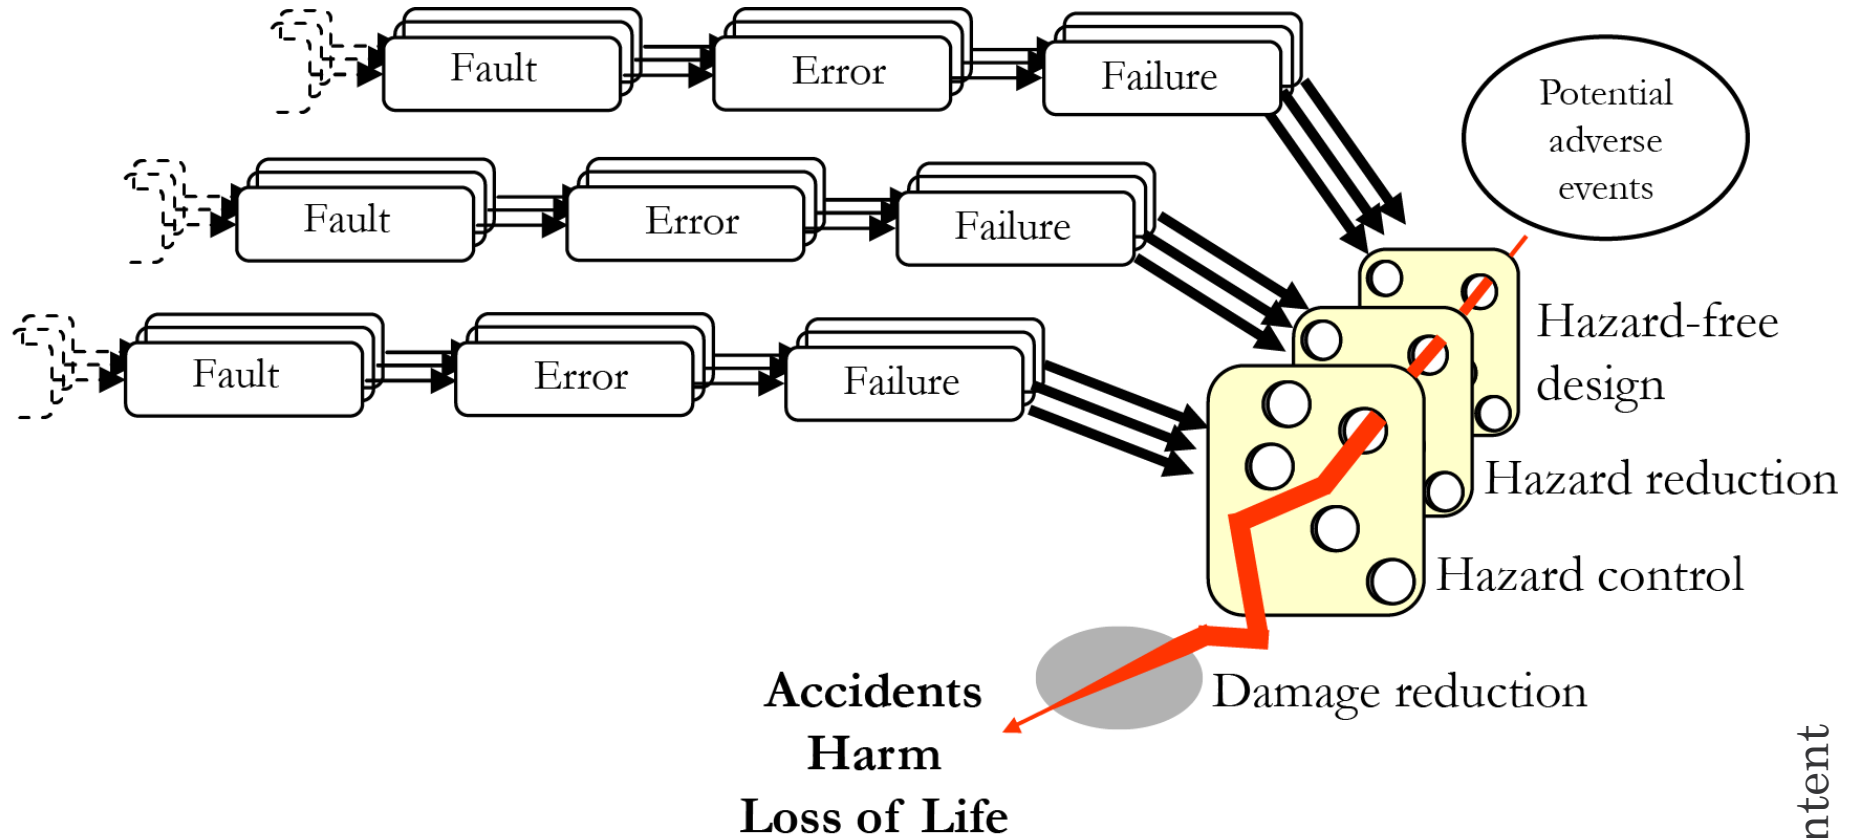 Fault
Error
Failure
Potential
adverse
events
Fault
Error
Failure
Hazard-free
design
Fault
Error
Failure
Hazard reduction
Hazard control
Damage reduction
Accidents
Harm
Loss of Life
ntent